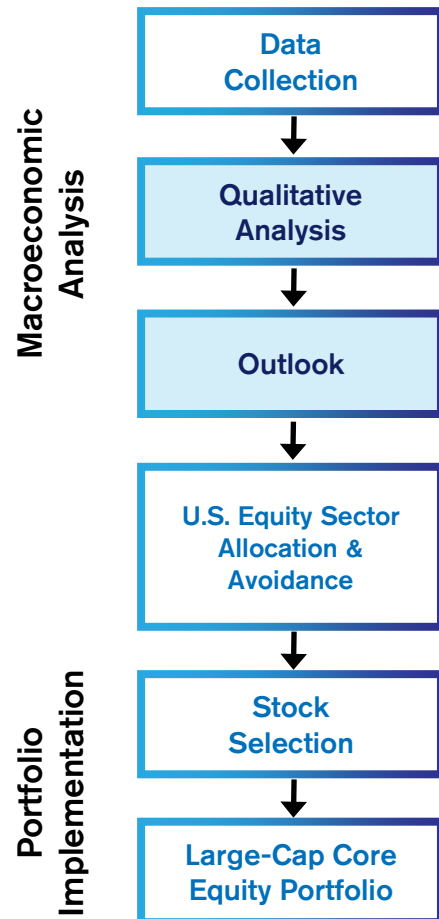 Macroeconomic
Analysis
Data
Collection
Qualitative
Analysis
Outlook
U.S. Equity Sector
Allocation &
Avoidance
Portfolio
Implementation
Stock
Selection
Large-Cap Core
Equity Portfolio